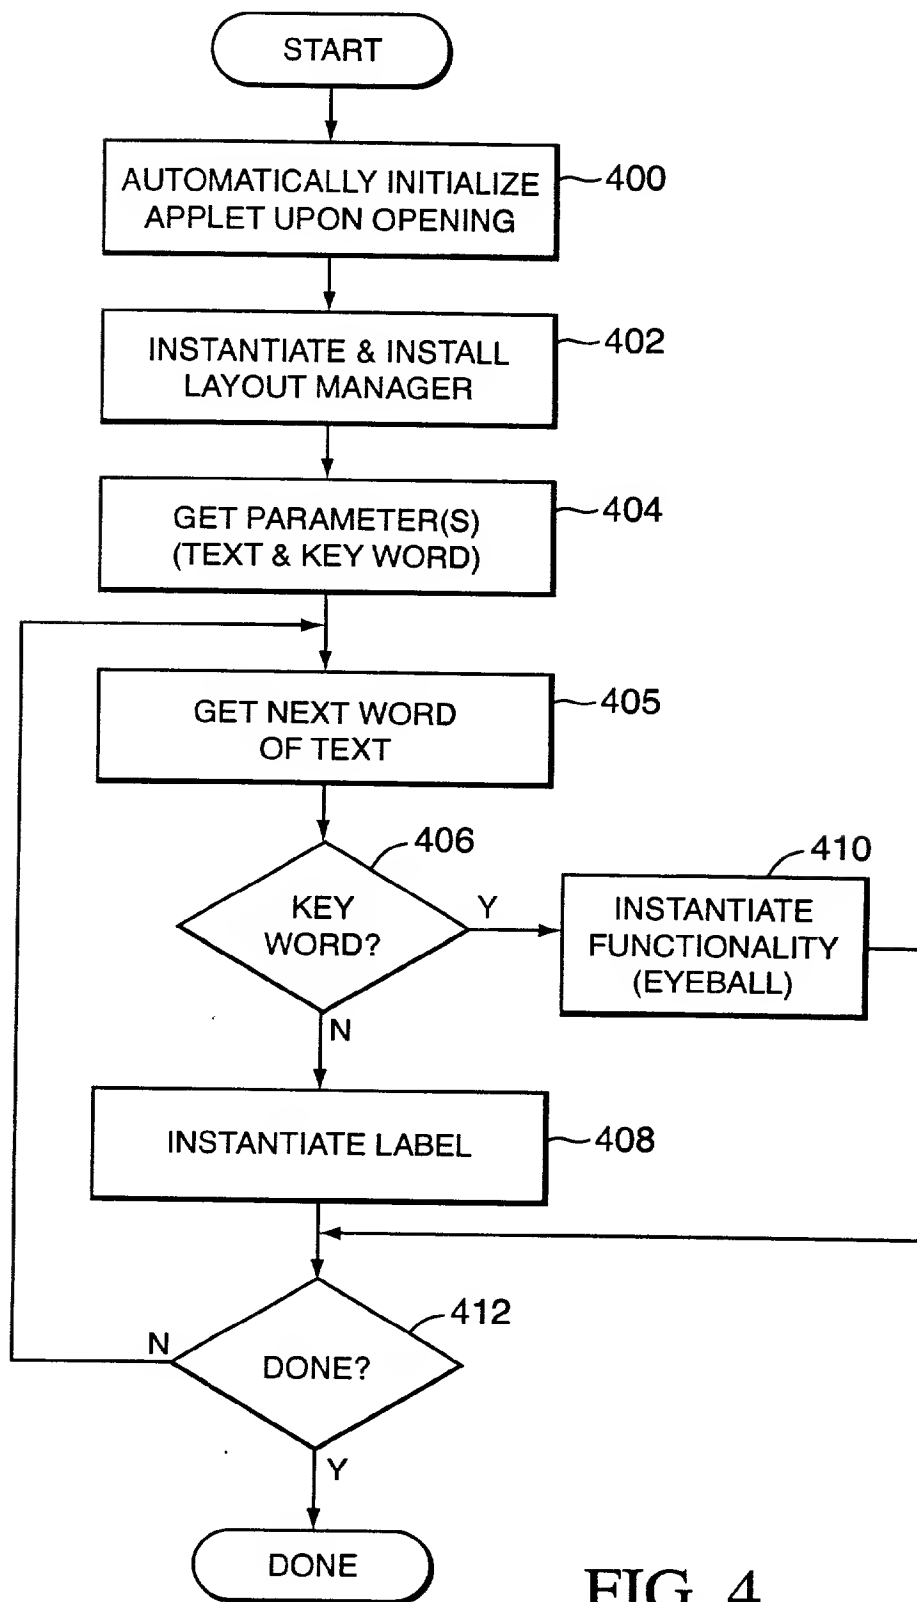 START
AUTOMATICALLY INITIALIZE
APPLET UPON OPENING
400
INSTANTIATE & INSTALL
LAYOUT MANAGER
402
GET PARAMETER(S)
(TEXT & KEY WORD)
404
GET NEXT WORD
OF TEXT
405
406
KEY
WORD?
Y
N
410
INSTANTIATE
FUNCTIONALITY
(EYEBALL)
INSTANTIATE LABEL
408
412
DONE?
N
Y
DONE
FIG. 4